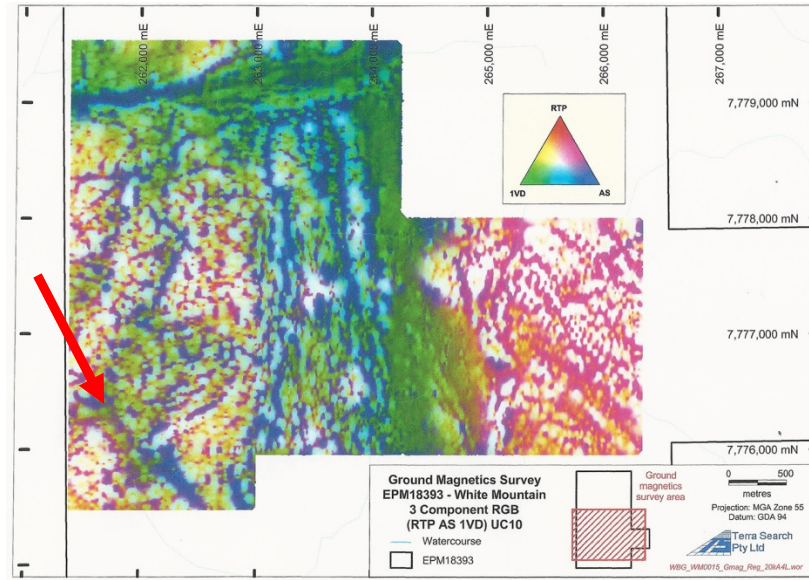 262,000 mE
263,000 mE
265,000 mE
266,000 mE
267,000 mE
7,779,000 mN
RTP
1VD
AS
7,778,000 mN
7,777,000 mN
7,776,000 mN
Ground Magnetics Survey
EPM18393 - White Mountain
3 Component RGB
(RTP AS 1VD) UC10
Watercourse
EPM18393
Ground
magnetics
survey area
0 500
metres
Projection: MGA Zone 55
Datum: GDA 94
Terra Search
Pty Ltd
WBG_WM0015_Gmag_Reg_20kA4L.wor